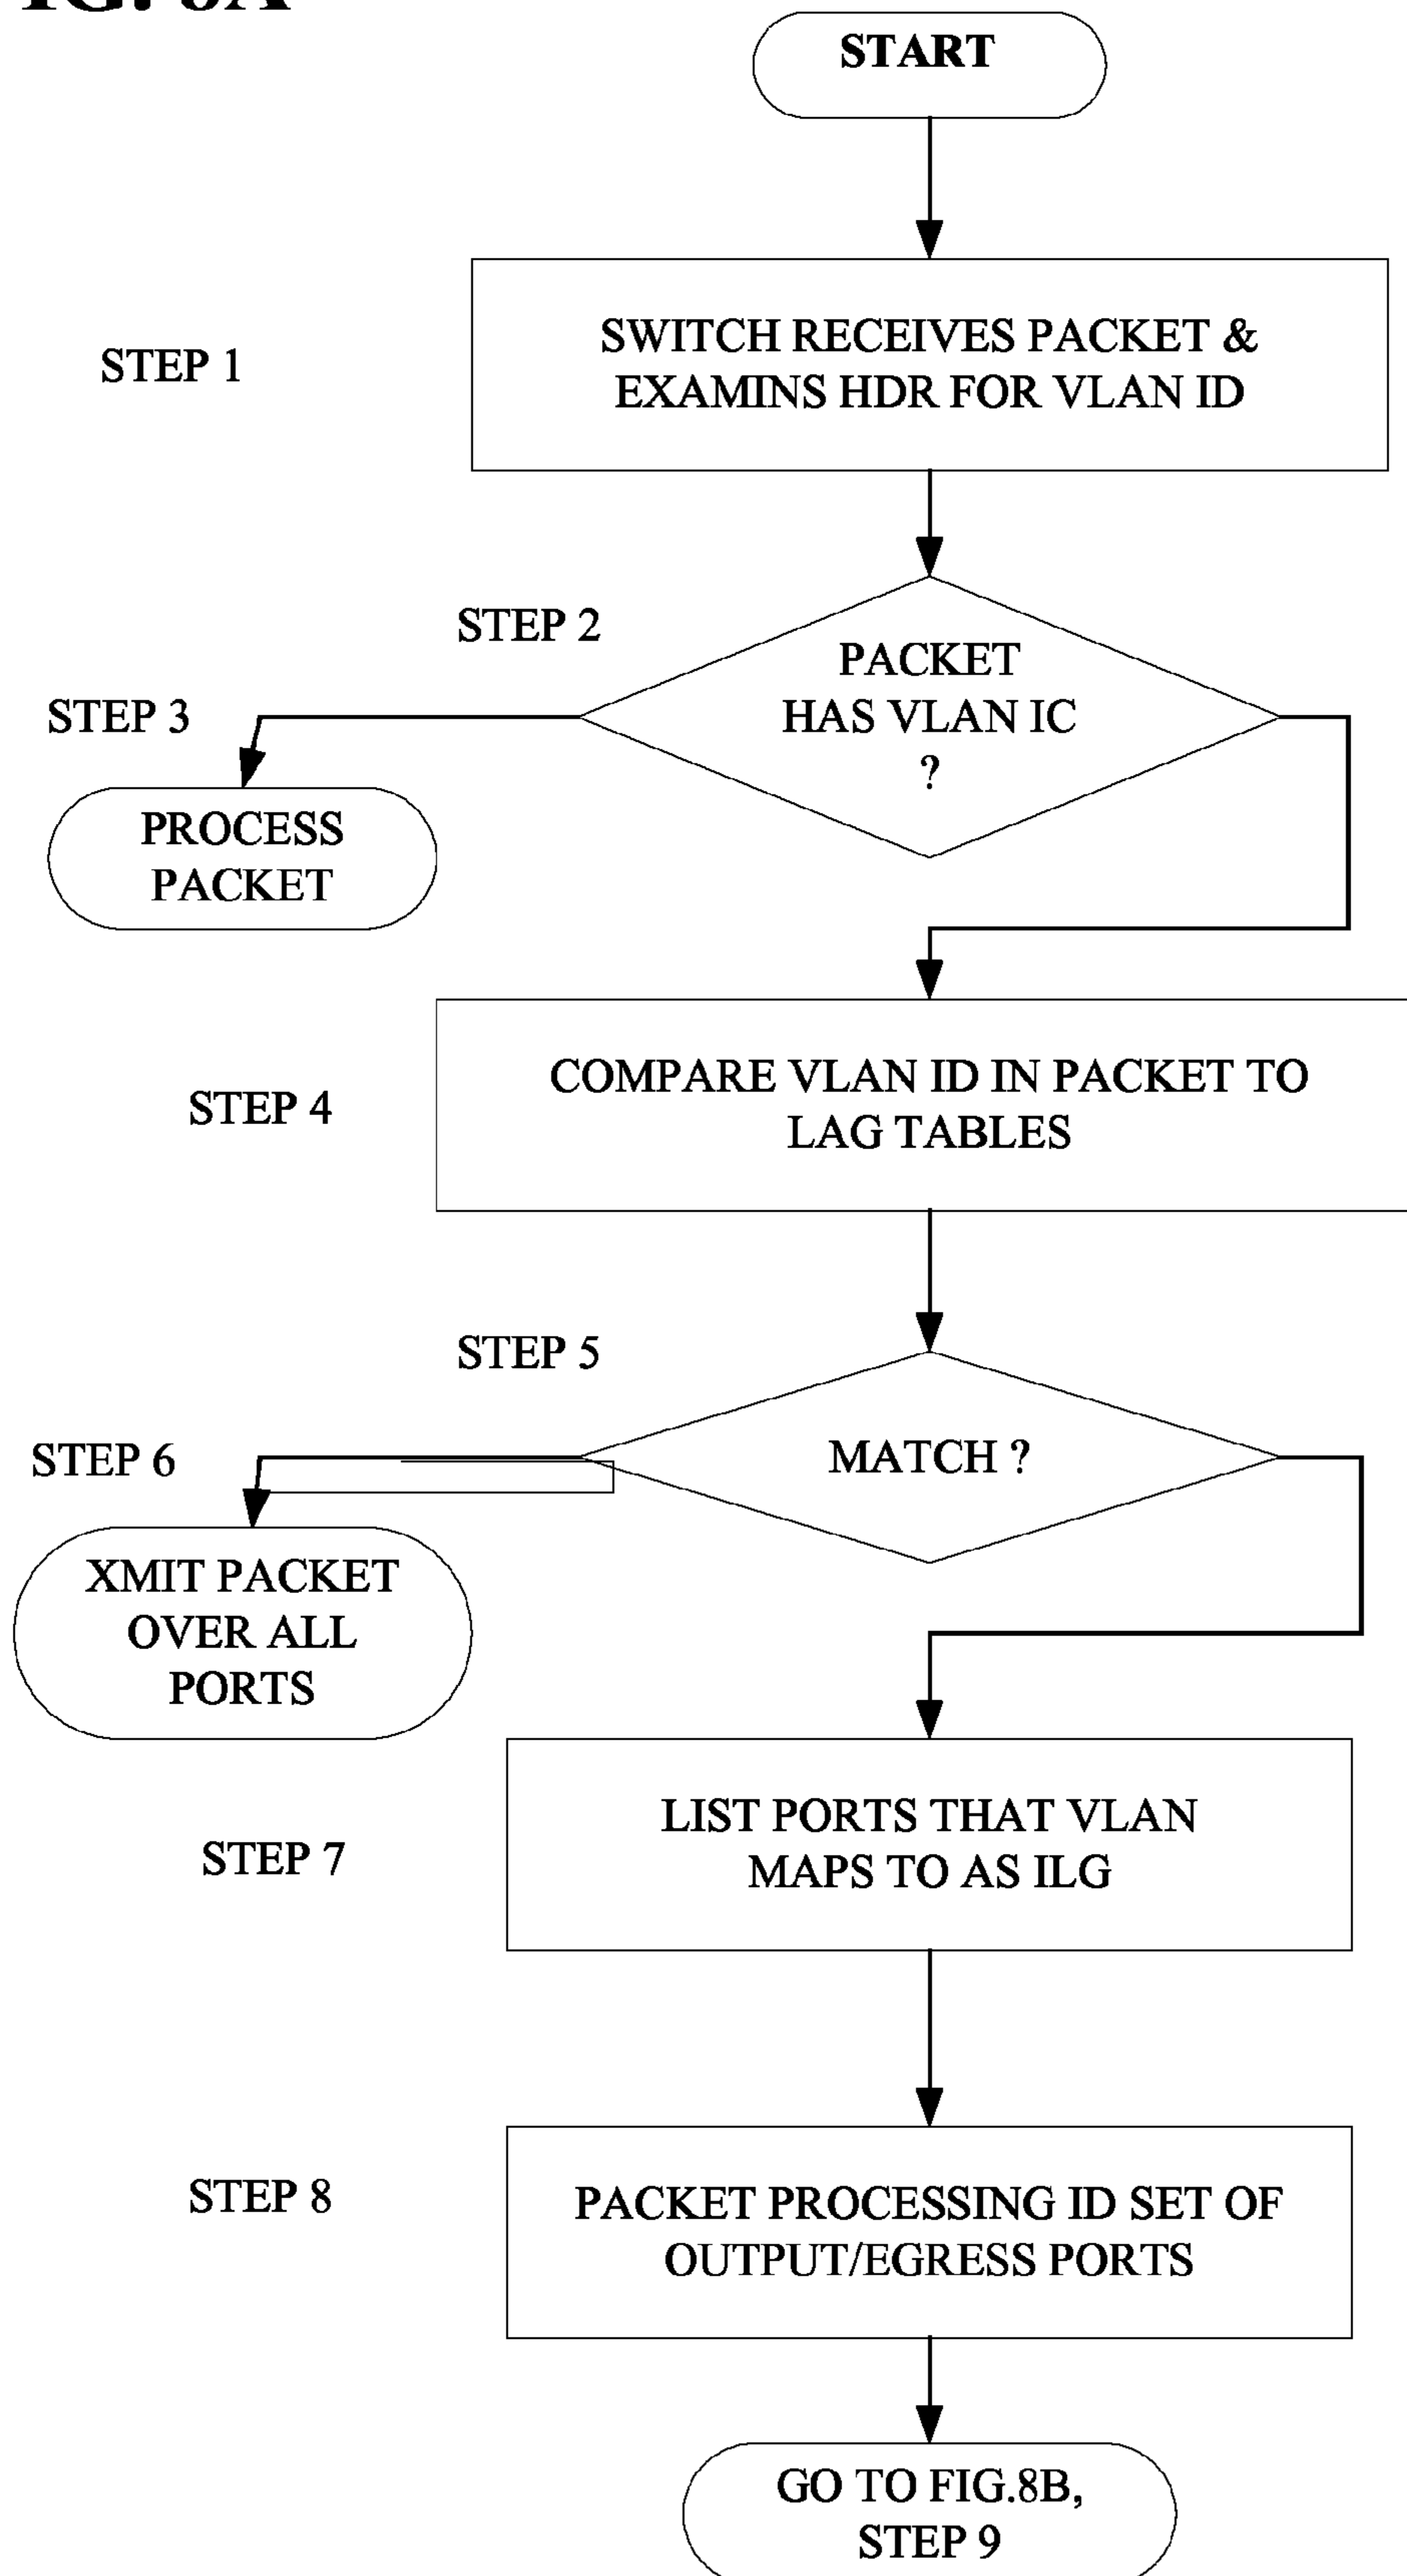 START
STEP 1
SWITCH RECEIVES PACKET &
EXAMINS HDR FOR VLAN ID
STEP 2
PACKET
HAS VLAN IC
?
STEP 3
PROCESS
PACKET
STEP 4
COMPARE VLAN ID IN PACKET TO
LAG TABLES
STEP 5
MATCH ?
STEP 6
XMIT PACKET
OVER ALL
PORTS
STEP 7
LIST PORTS THAT VLAN
MAPS TO AS ILG
STEP 8
PACKET PROCESSING ID SET OF
OUTPUT/EGRESS PORTS
GO TO FIG.8B,
STEP 9